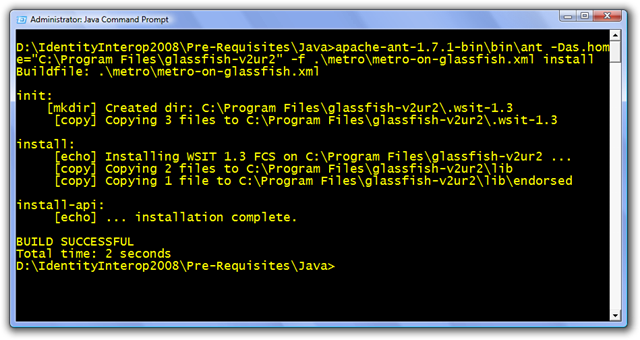 Administrator: Java Command Prompt
D:\IdentityInterop2008\Pre-Requisites\Java>apache-ant-1.7.1-bin\bin\ant -Das.hom
e="C:\Program Files\glassfish-v2ur2" -f .\metro\metro-on-glassfish.xml install
Buildfile: .\metro\metro-on-glassfish.xml
init:
[mkdir] Created dir: C:\Program Files\glassfish-v2ur2\.wsit-1.3
[copy] Copying 3 files to C:\Program Files\glassfish-v2ur2\.wsit-1.3
install:
[echo] Installing WSIT 1.3 FCS on C:\Program Files\glassfish-v2ur2 ...
[copy] Copying 2 files to C:\Program Files\glassfish-v2ur2\lib
[copy] Copying 1 file to C:\Program Files\glassfish-v2ur2\lib\endorsed
install-api:
[echo] ... installation complete.
BUILD SUCCESSFUL
Total time: 2 seconds
D:\IdentityInterop2008\Pre-Requisites\Java>